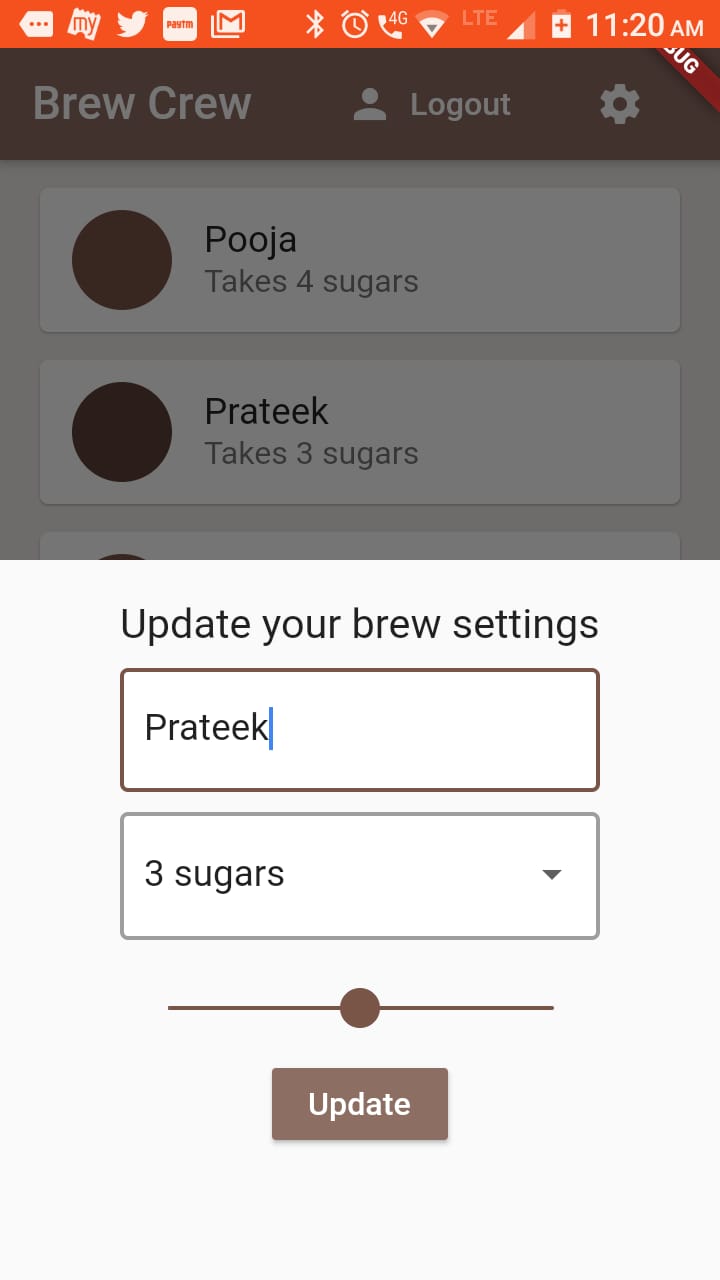 my Paytm 4G LTE 11:20 AM
Brew Crew Logout
Pooja
Takes 4 sugars
Prateek
Takes 3 sugars
Update your brew settings
Prateek
3 sugars
Update